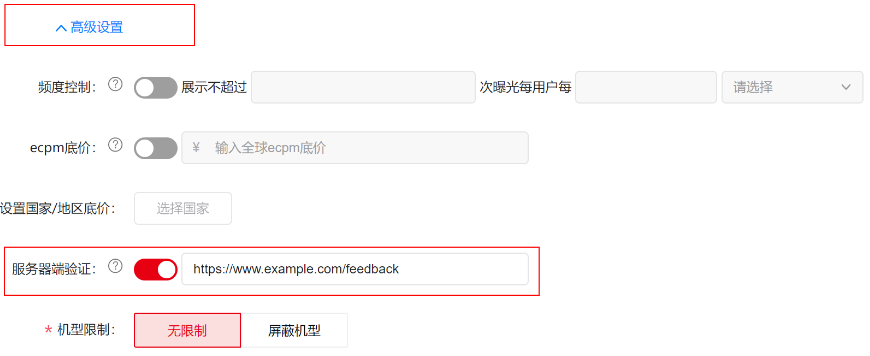 高级设置
频度控制： ? 展示不超过 次曝光每用户每 请选择
ecpm底价： ? ¥ 输入全球ecpm底价
设置国家/地区底价： 选择国家
服务器端验证： ? https://www.example.com/feedback
* 机型限制： 无限制 屏蔽机型